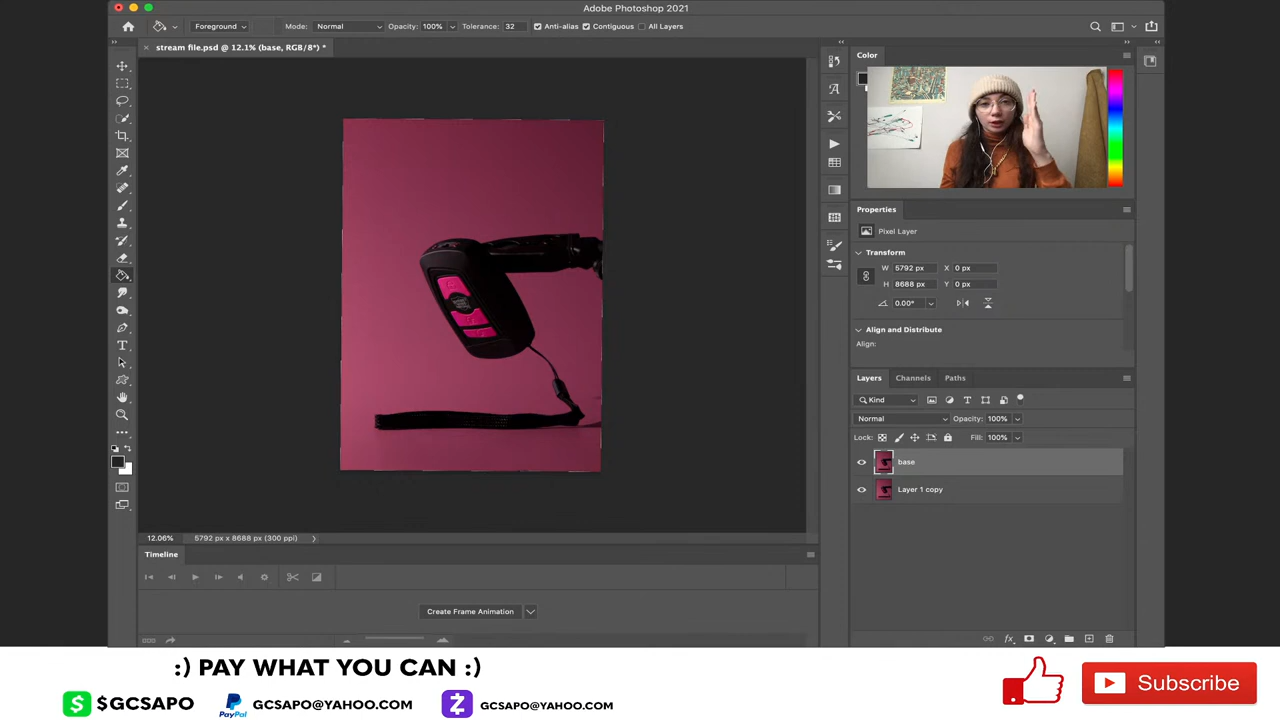 Adobe Photoshop 2021
Foreground Mode: Normal Opacity: 100% Tolerance: 32 Anti-alias Contiguous All Layers
stream file.psd @ 12.1% (base, RGB/8*) *
Color
Properties
Pixel Layer
Transform
W 5792 px X 0 px
H 8688 px Y 0 px
0.00°
Align and Distribute
Align:
Layers Channels Paths
Kind
Normal Opacity: 100%
Lock: Fill: 100%
base
Layer 1 copy
12.06% 5792 px x 8688 px (300 ppi)
Timeline
Create Frame Animation
:) PAY WHAT YOU CAN :)
$GCSAPO
PayPal
GCSAPO@YAHOO.COM
GCSAPO@YAHOO.COM
Subscribe